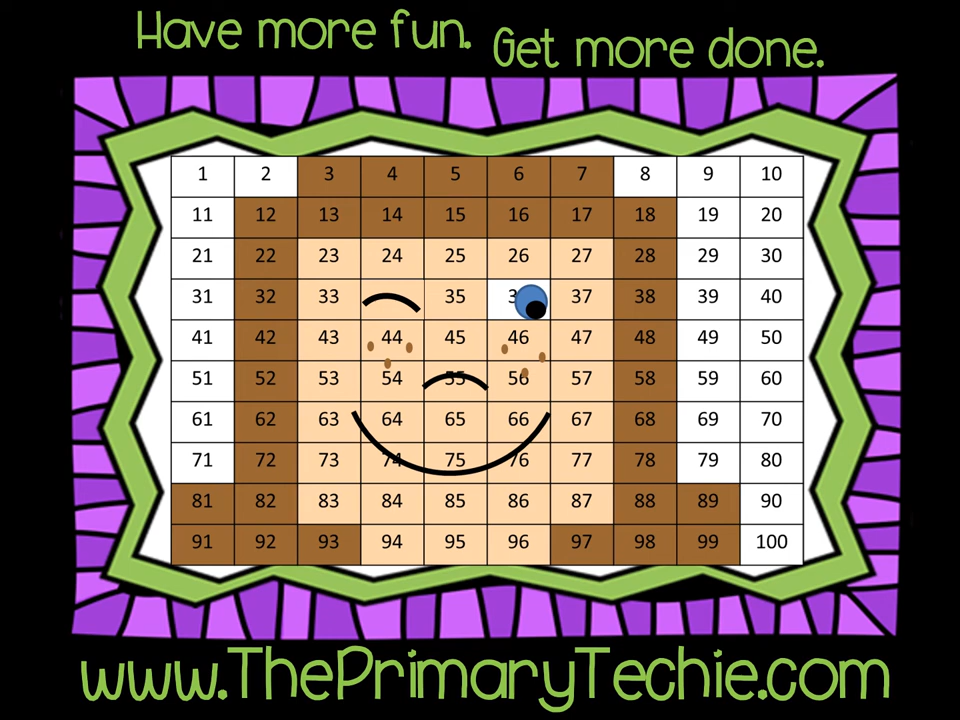 Have more fun. Get more done.
1 2 3 4 5 6 7 8 9 10
11 12 13 14 15 16 17 18 19 20
21 22 23 24 25 26 27 28 29 30
31 32 33 35 37 38 39 40
41 42 43 44 45 46 47 48 49 50
51 52 53 54 55 56 57 58 59 60
61 62 63 64 65 66 67 68 69 70
71 72 73 74 75 76 77 78 79 80
81 82 83 84 85 86 87 88 89 90
91 92 93 94 95 96 97 98 99 100
www.ThePrimaryTechie.com